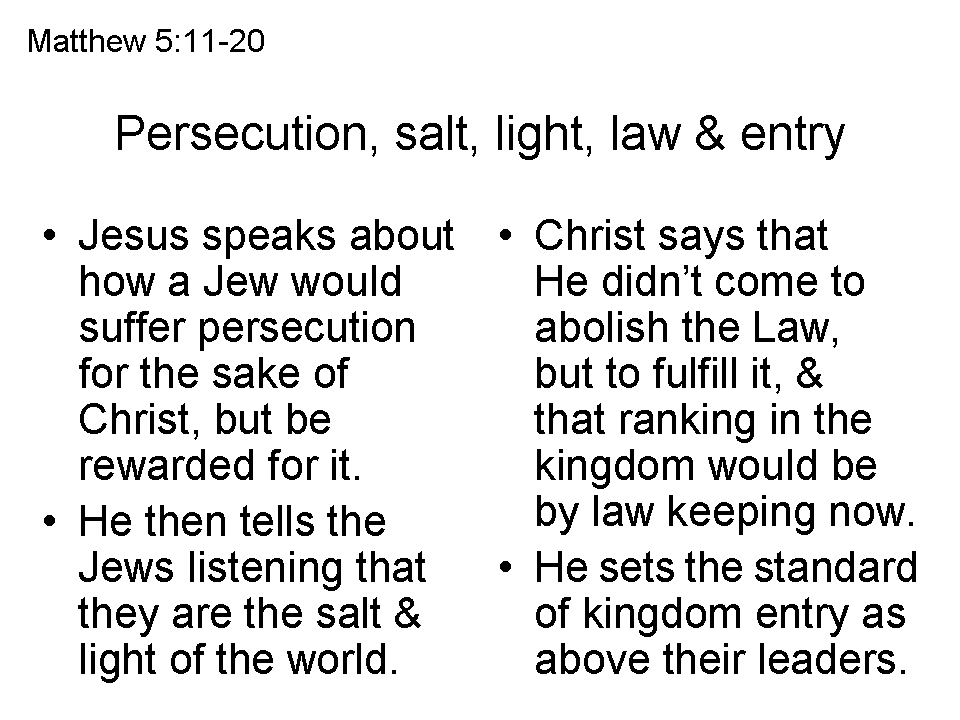 Matthew 5:11-20
Persecution, salt, light, law & entry
• Jesus speaks about
how a Jew would
suffer persecution
for the sake of
Christ, but be
rewarded for it.
• He then tells the
Jews listening that
they are the salt &
light of the world.
• Christ says that
He didn’t come to
abolish the Law,
but to fulfill it, &
that ranking in the
kingdom would be
by law keeping now.
• He sets the standard
of kingdom entry as
above their leaders.